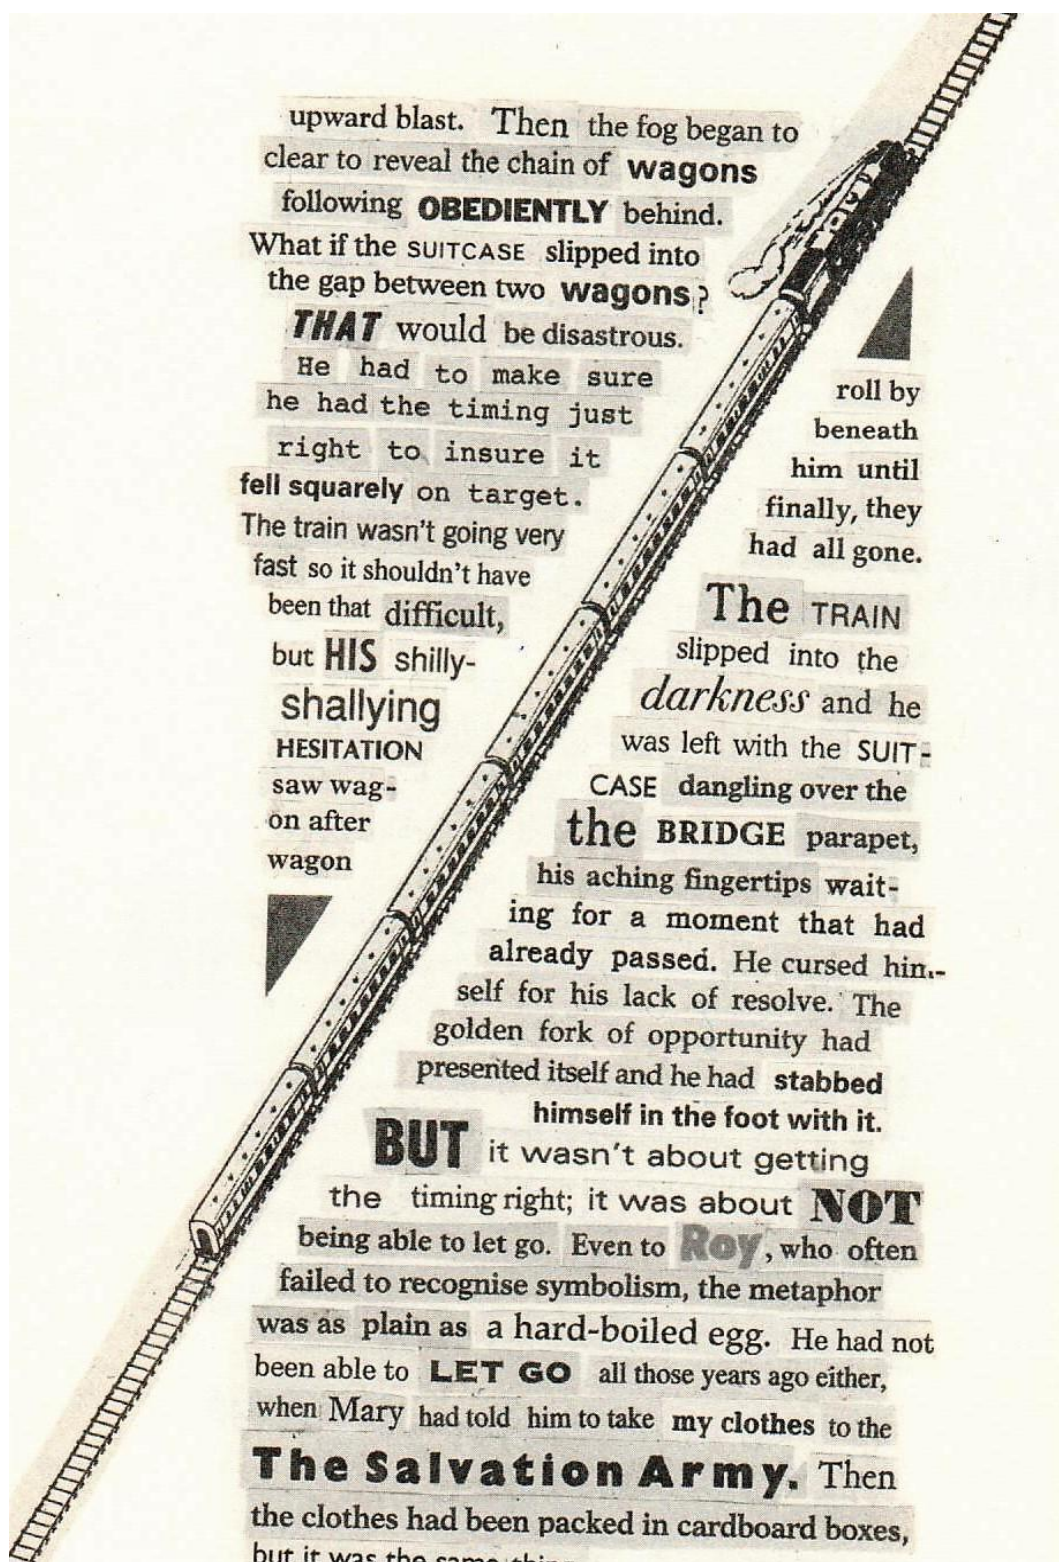 upward blast. Then the fog began to
clear to reveal the chain of wagons
following OBEDIENTLY behind.
What if the SUITCASE slipped into
the gap between two wagons?
THAT would be disastrous.
He had to make sure
he had the timing just
right to insure it
fell squarely on target.
The train wasn't going very
fast so it shouldn't have
been that difficult,
but HIS shilly-
shallying
HESITATION
saw wag-
on after
wagon
roll by
beneath
him until
finally, they
had all gone.
The TRAIN
slipped into the
darkness and he
was left with the SUIT-
CASE dangling over the
the BRIDGE parapet,
his aching fingertips wait-
ing for a moment that had
already passed. He cursed him-
self for his lack of resolve. The
golden fork of opportunity had
presented itself and he had stabbed
himself in the foot with it.
BUT it wasn't about getting
the timing right; it was about NOT
being able to let go. Even to Roy, who often
failed to recognise symbolism, the metaphor
was as plain as a hard-boiled egg. He had not
been able to LET GO all those years ago either,
when Mary had told him to take my clothes to the
The Salvation Army. Then
the clothes had been packed in cardboard boxes,
but it was the same thing